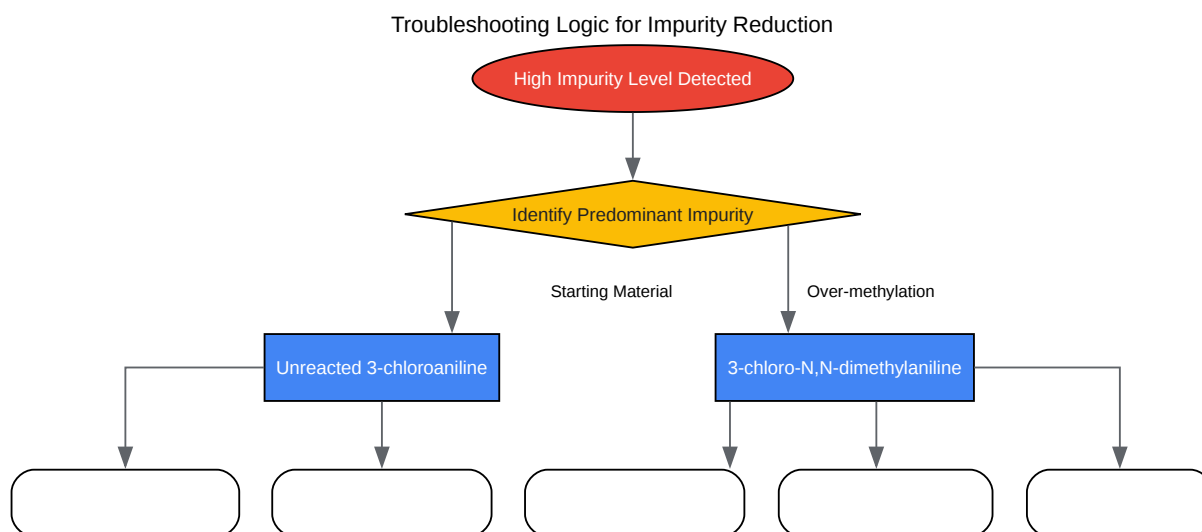 Troubleshooting Logic for Impurity Reduction
High Impurity Level Detected
Identify Predominant Impurity
Starting Material
Over-methylation
Unreacted 3-chloroaniline
3-chloro-N,N-dimethylaniline